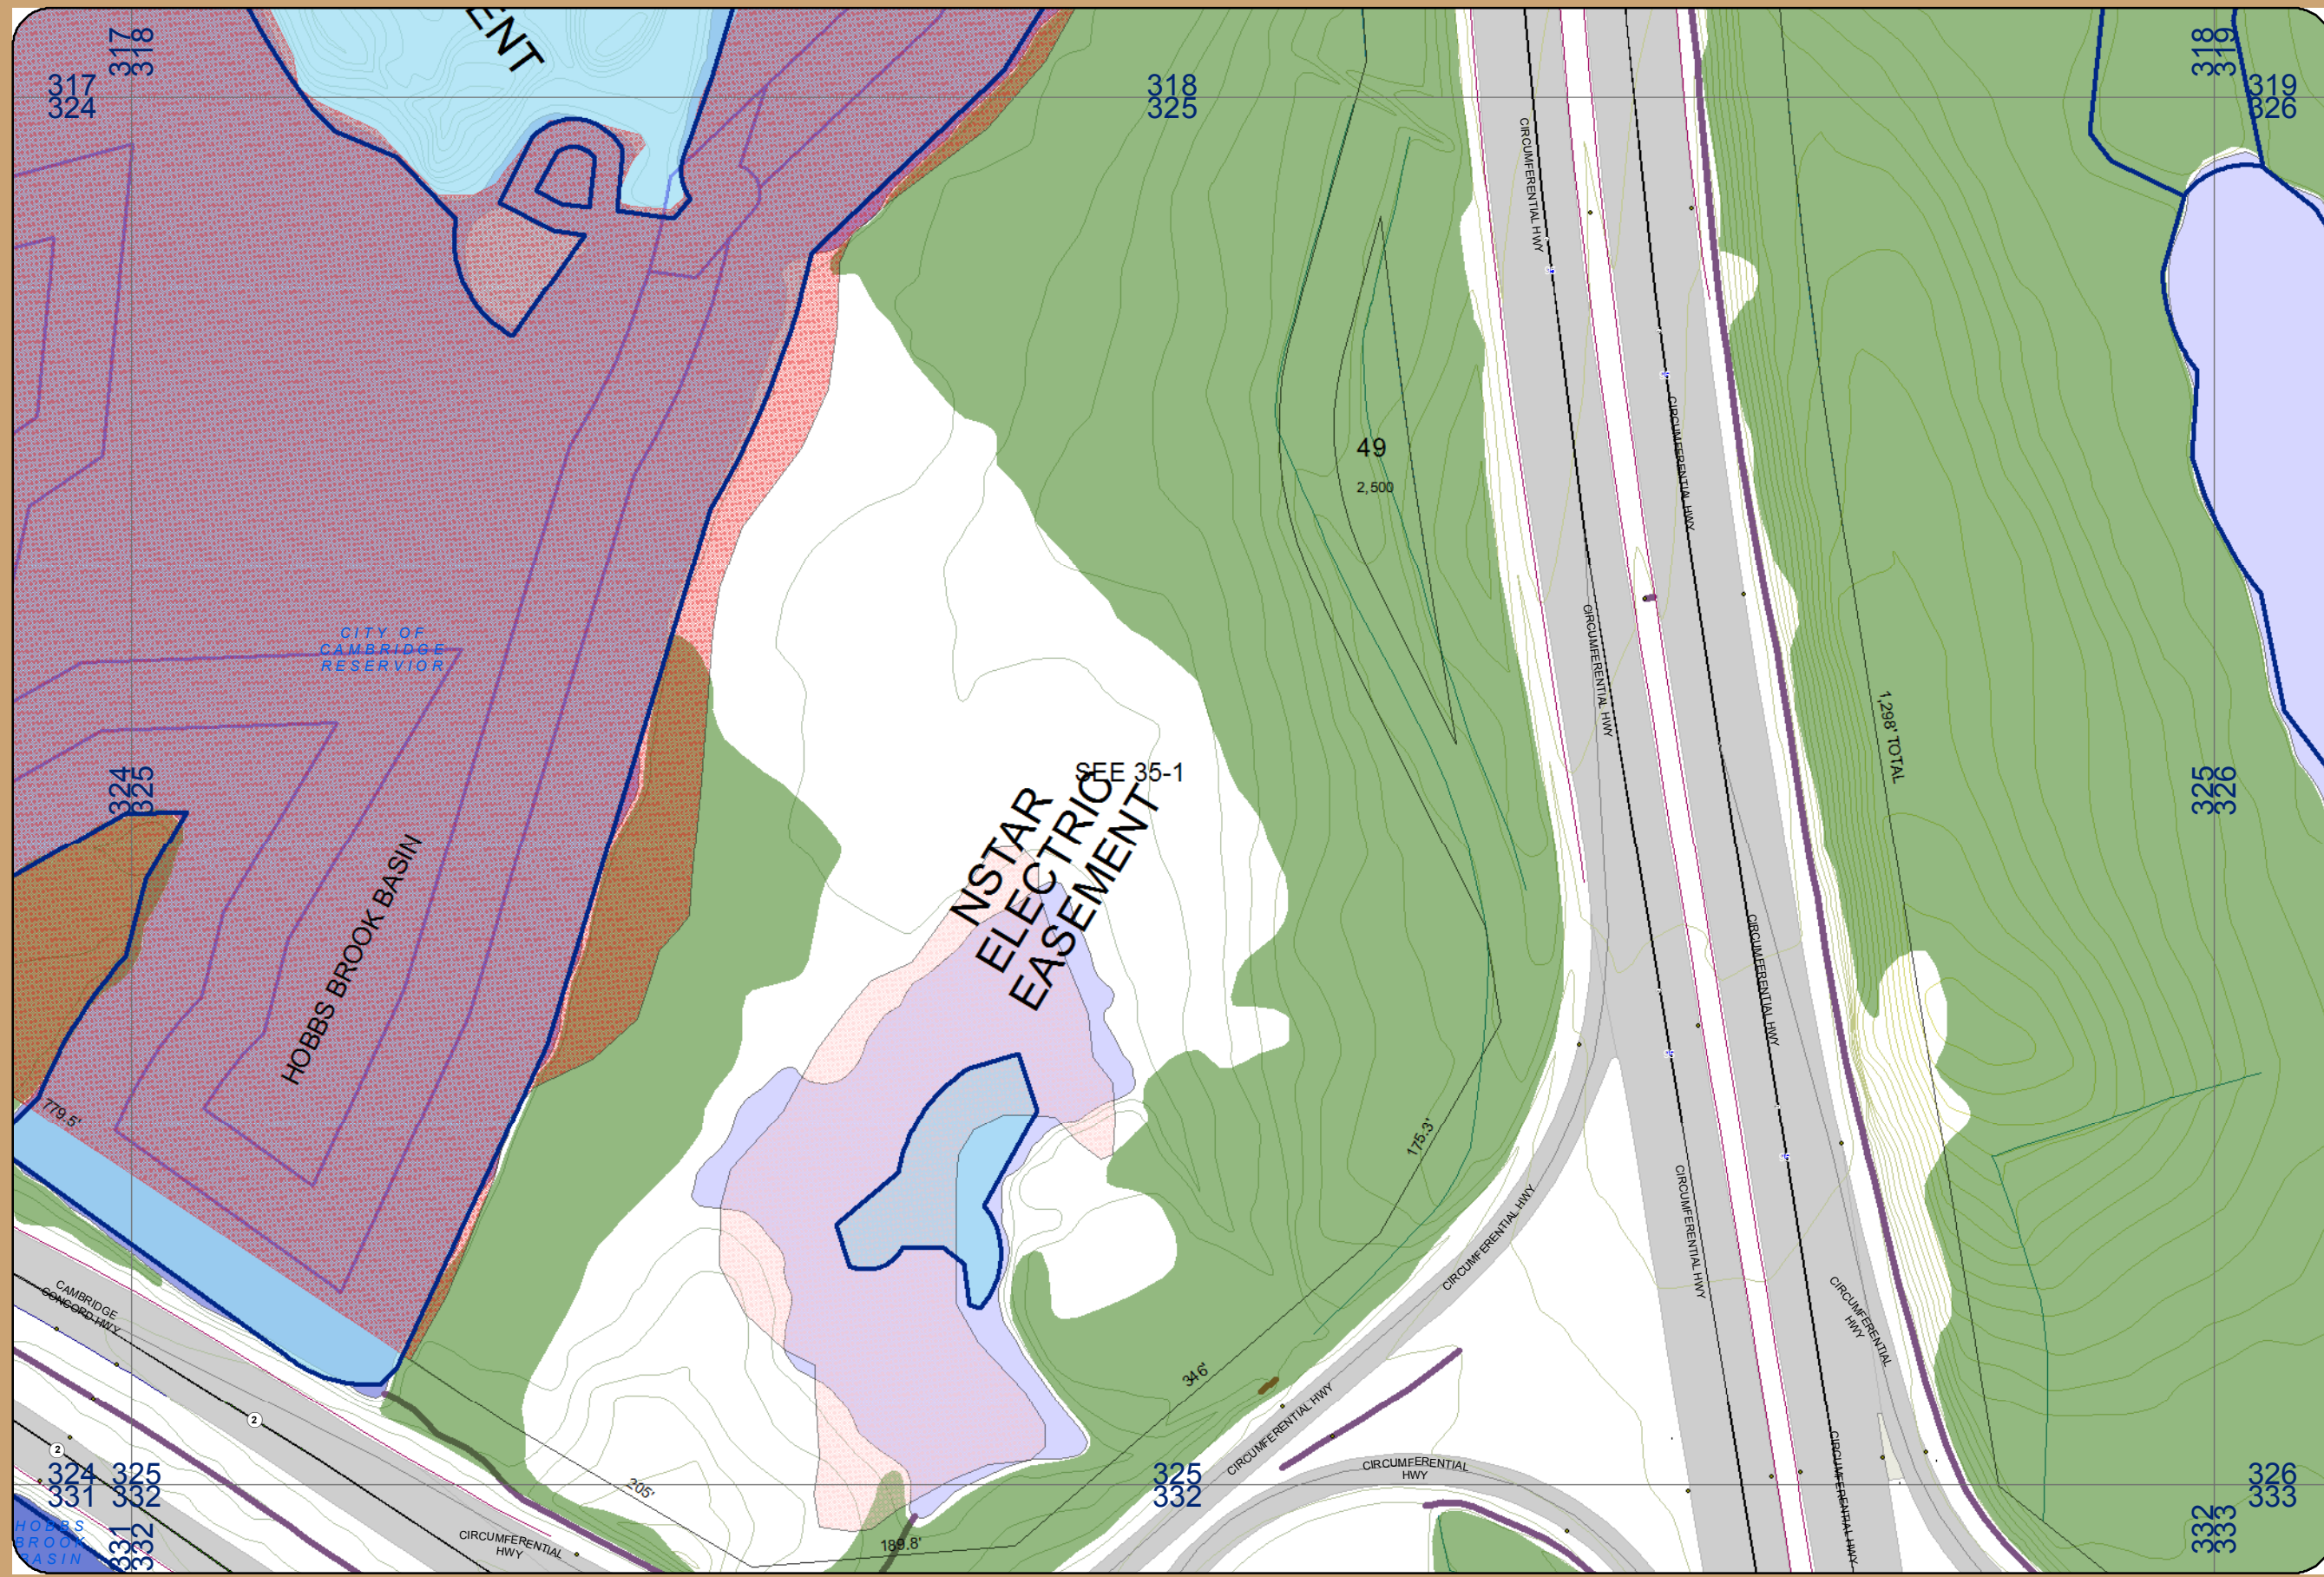 ENT
317
318
317
324
318
325
318
319
319
326
CIRCUMFERENTIAL HWY
CIRCUMFERENTIAL HWY
49
2,500
CITY OF
CAMBRIDGE
RESERVIOR
CIRCUMFERENTIAL HWY
1,298' TOTAL
SEE 35-1
NSTAR
ELECTRIC
EASEMENT
324
325
325
326
HOBBS BROOK BASIN
CIRCUMFERENTIAL HWY
779.5'
175.3'
CIRCUMFERENTIAL HWY
CIRCUMFERENTIAL HWY
CAMBRIDGE
CONCORD HWY
CIRCUMFERENTIAL
HWY
346'
CIRCUMFERENTIAL HWY
2
2
CIRCUMFERENTIAL
HWY
CIRCUMFERENTIAL HWY
324
331
325
332
325
332
326
333
205'
HOBBS
BROOK
BASIN
331
332
CIRCUMFERENTIAL
HWY
189.8'
332
333